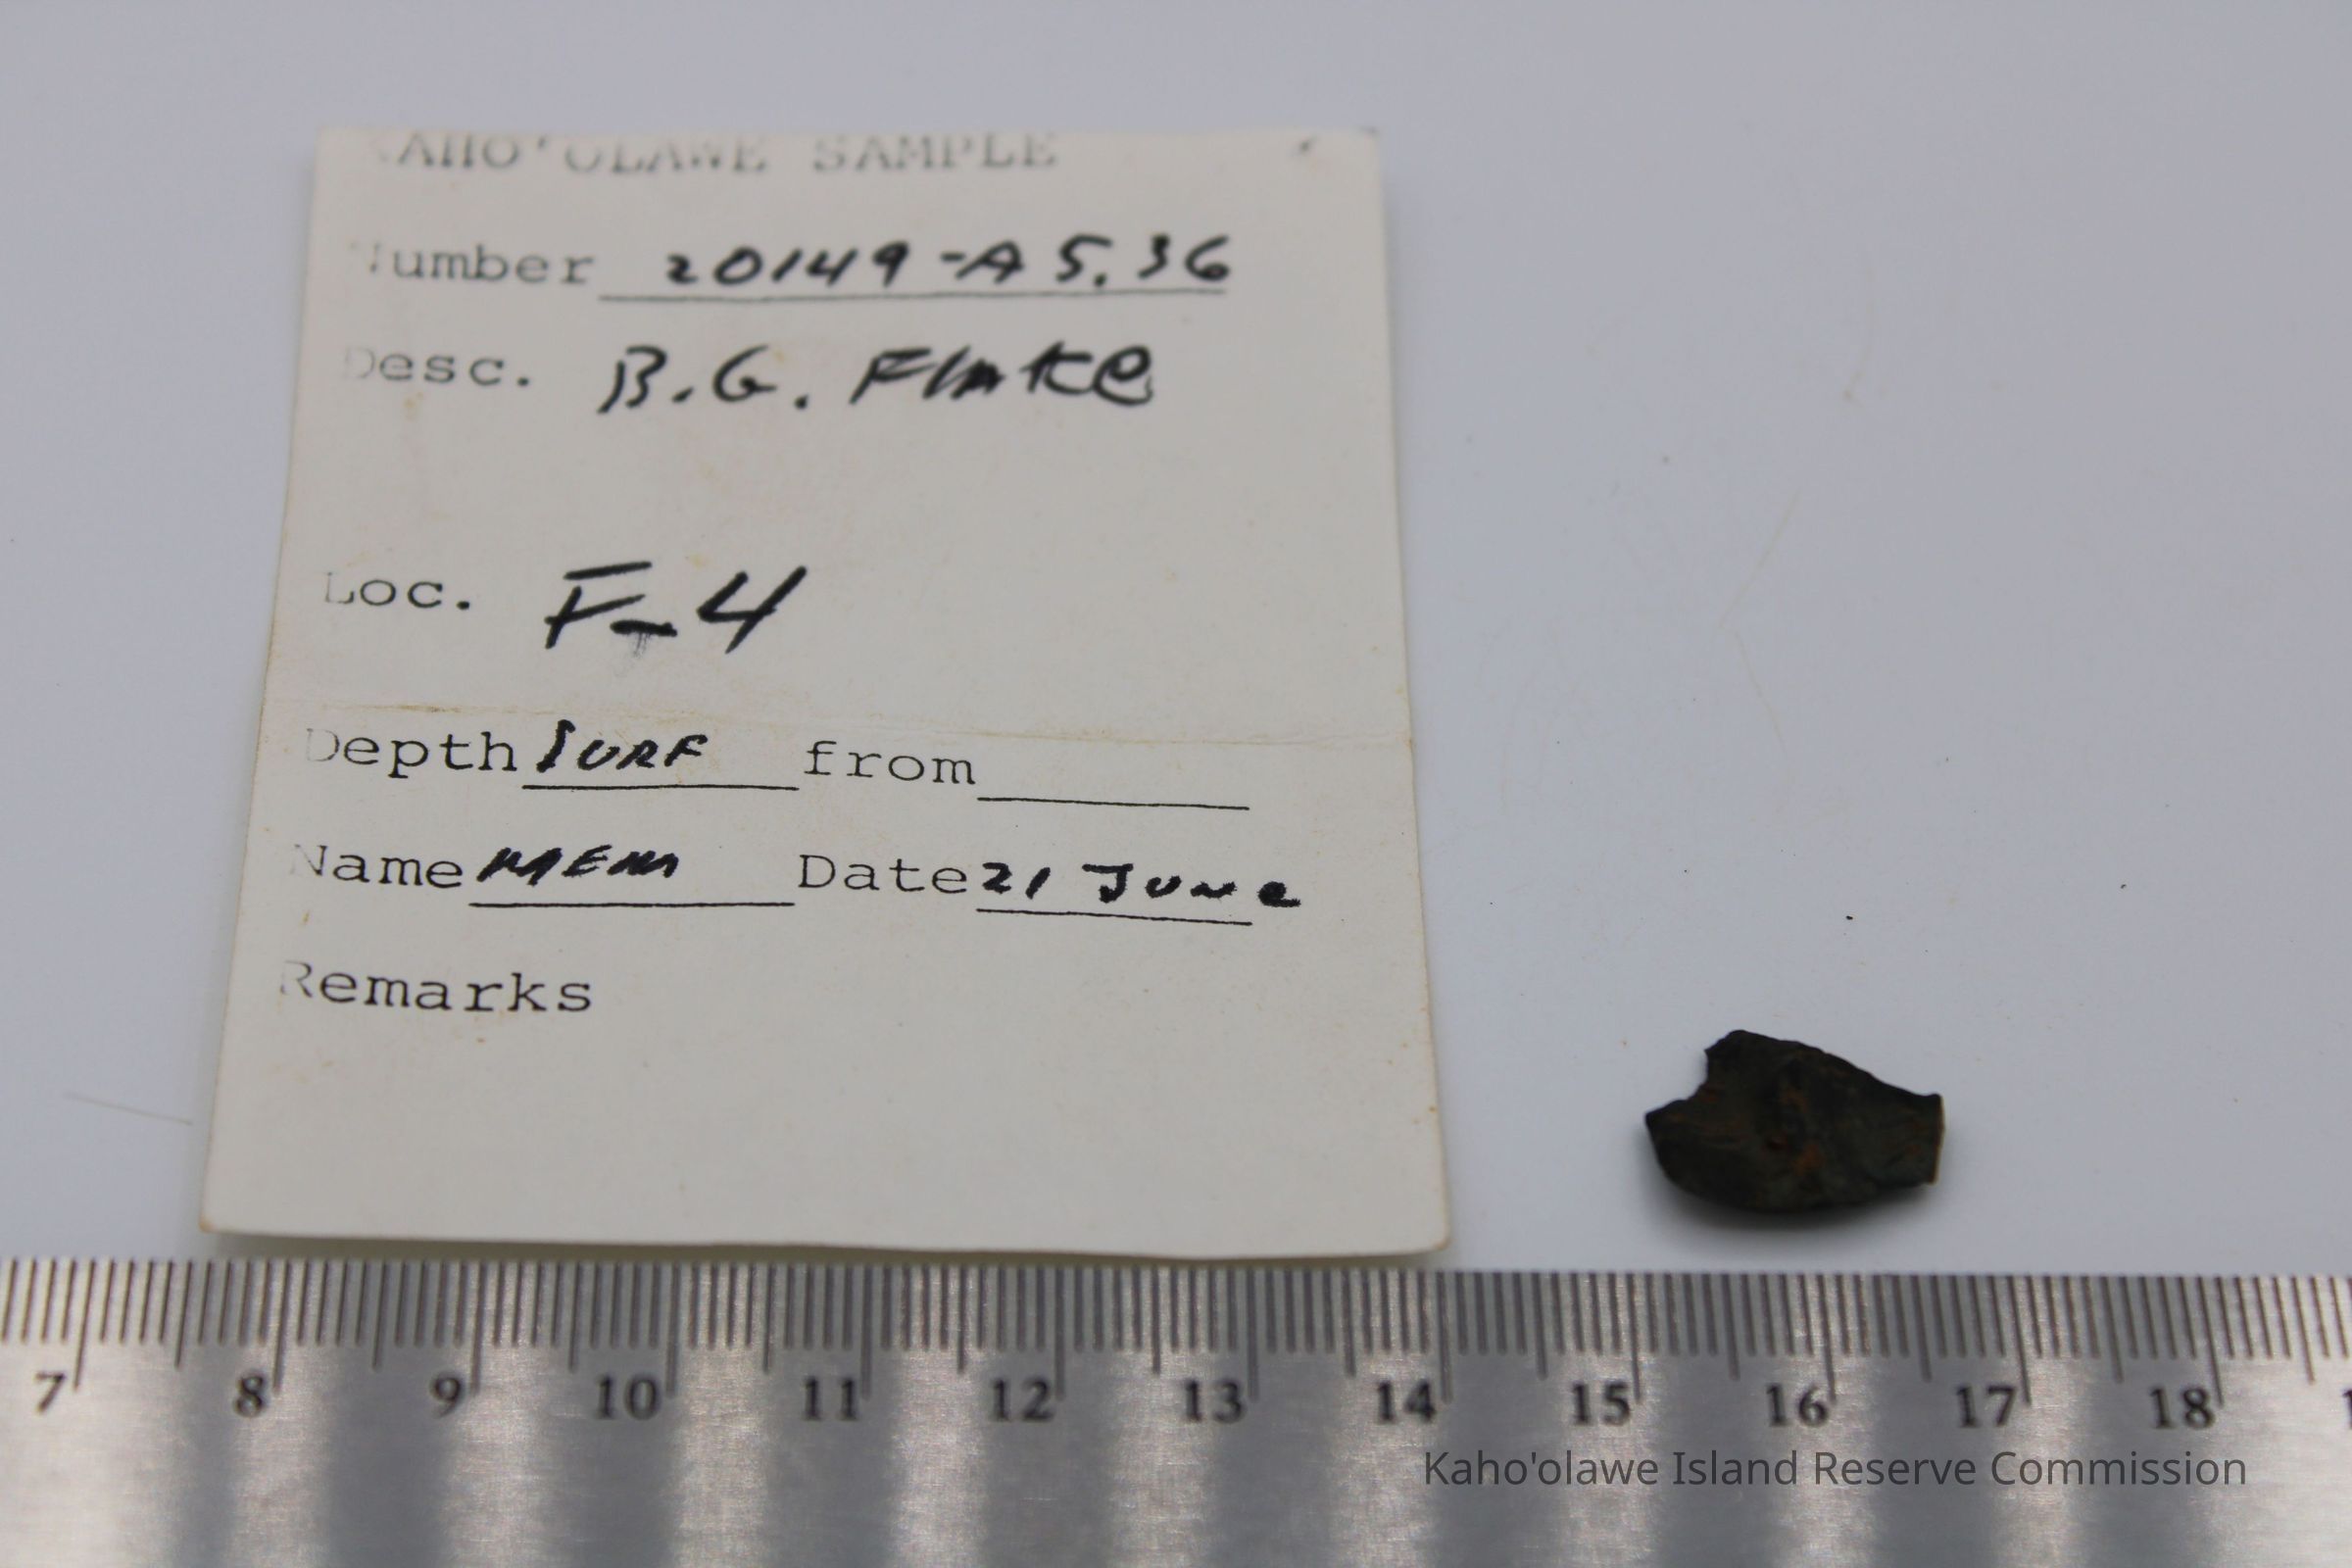 KAHO'OLAWE SAMPLE
Number 20149-A5.36
Desc. B.G. Flake
Loc. F-4
Depth SURF from
Name MEM Date 21 June
Remarks
7 8 9 10 11 12 13 14 15 16 17 18
Kaho'olawe Island Reserve Commission